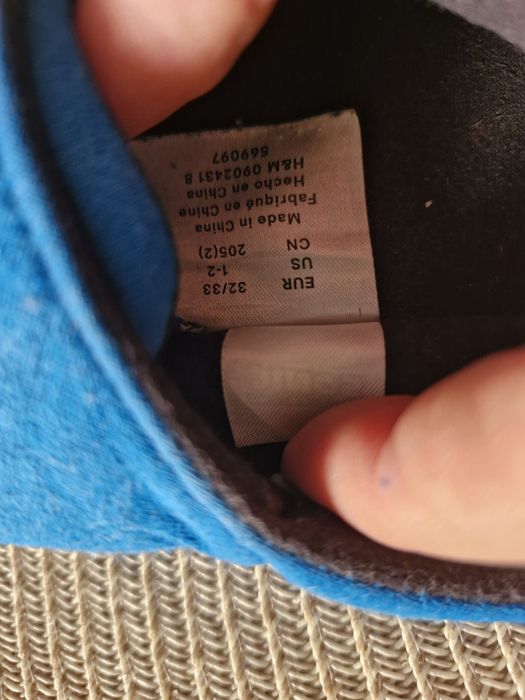 EUR 32/33
US 1-2
CN 205(2)
Made in China
Fabriqué en Chine
Hecho en China
H&M 0902431 8
569097